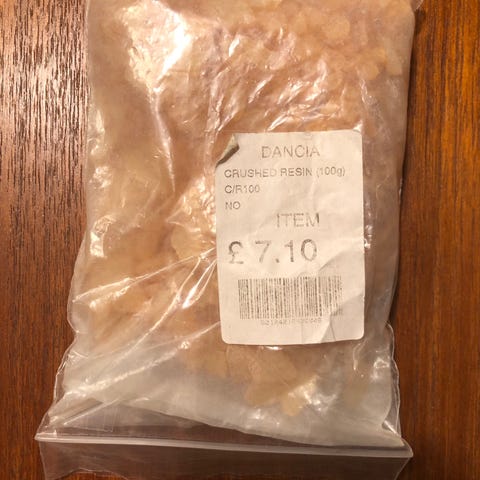 DANCIA
CRUSHED RESIN (100g)
C/R100
NO
ITEM
£ 7.10